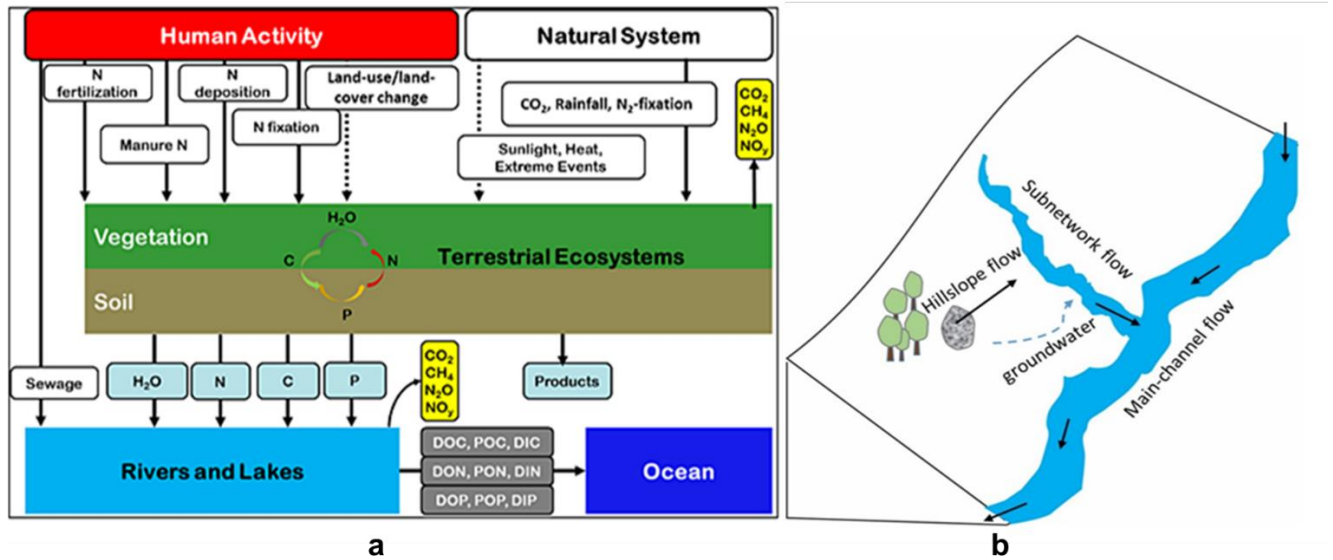 Human Activity
Natural System
N
fertilization
N
deposition
Land-use/land-
cover change
Manure N
N fixation
CO₂, Rainfall, N₂-fixation
Sunlight, Heat,
Extreme Events
CO₂
CH₄
N₂O
NOᵧ
Vegetation
Soil
H₂O
C
N
P
Terrestrial Ecosystems
Sewage
H₂O
N
C
P
CO₂
CH₄
N₂O
NOᵧ
Products
Rivers and Lakes
DOC, POC, DIC
DON, PON, DIN
DOP, POP, DIP
Ocean
a
Subnetwork flow
Hillslope flow
groundwater
Main-channel flow
b